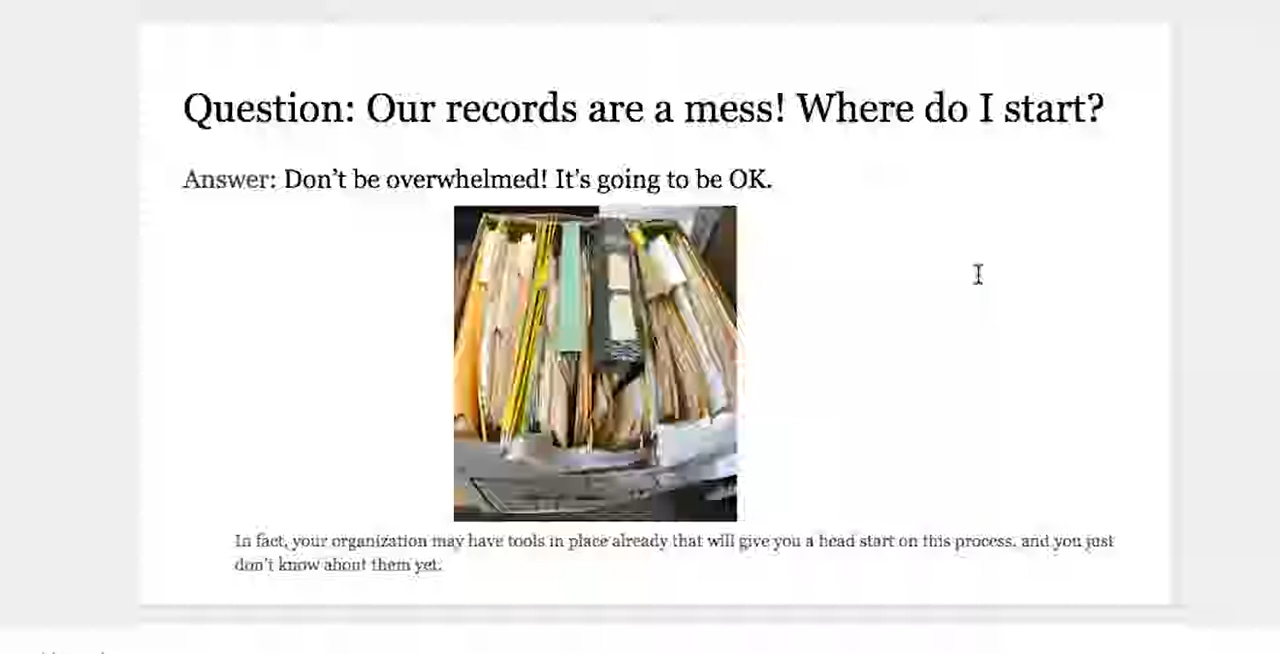 Question: Our records are a mess! Where do I start?
Answer: Don't be overwhelmed! It's going to be OK.
In fact, your organization may have tools in place already that will give you a head start on this process, and you just
don't know about them yet.